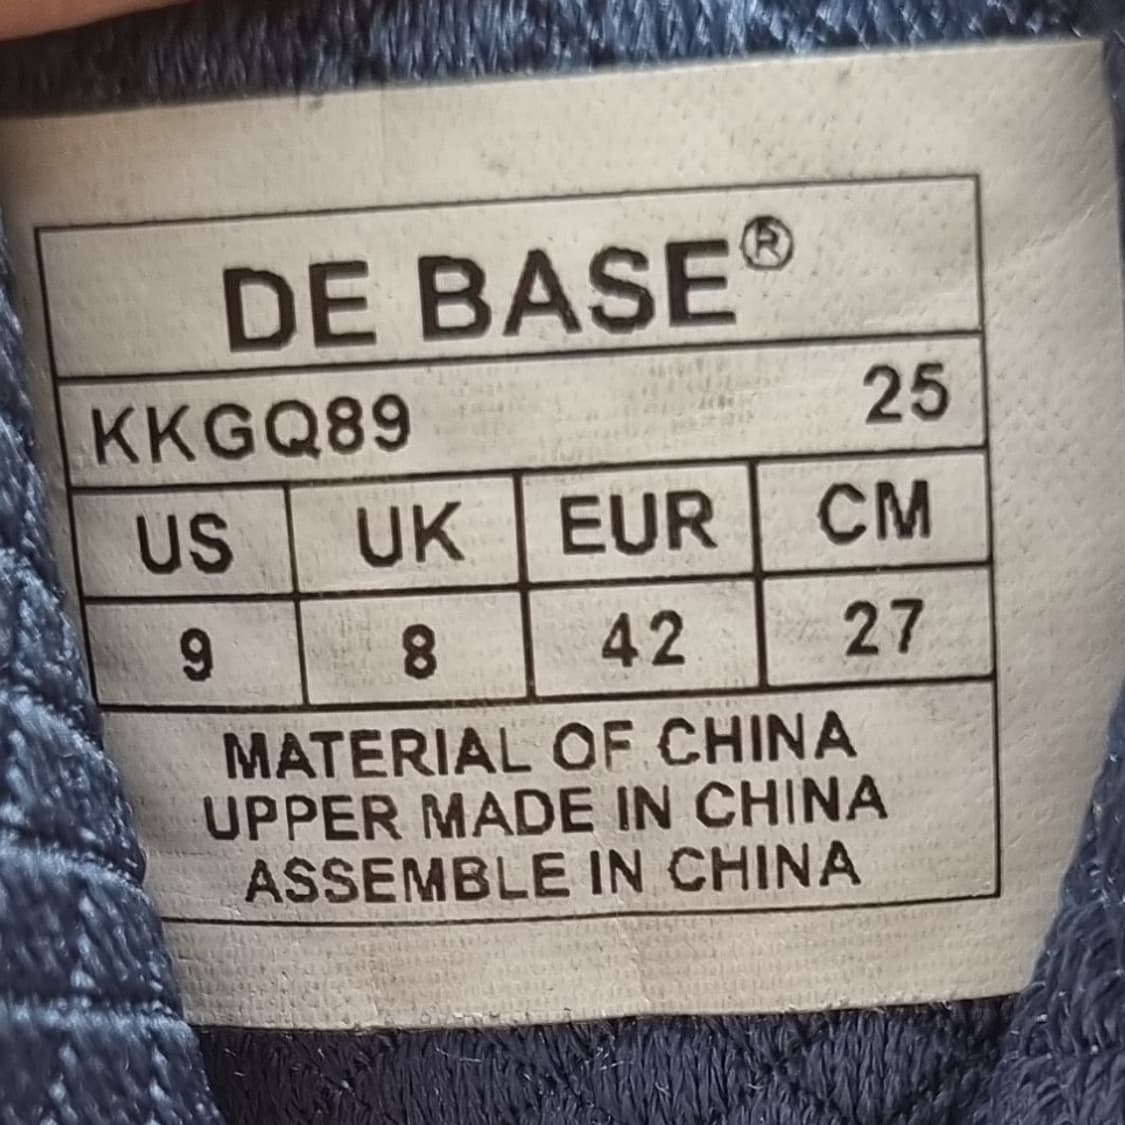 DE BASE®
KKGQ89 25
US UK EUR CM
9 8 42 27
MATERIAL OF CHINA
UPPER MADE IN CHINA
ASSEMBLE IN CHINA